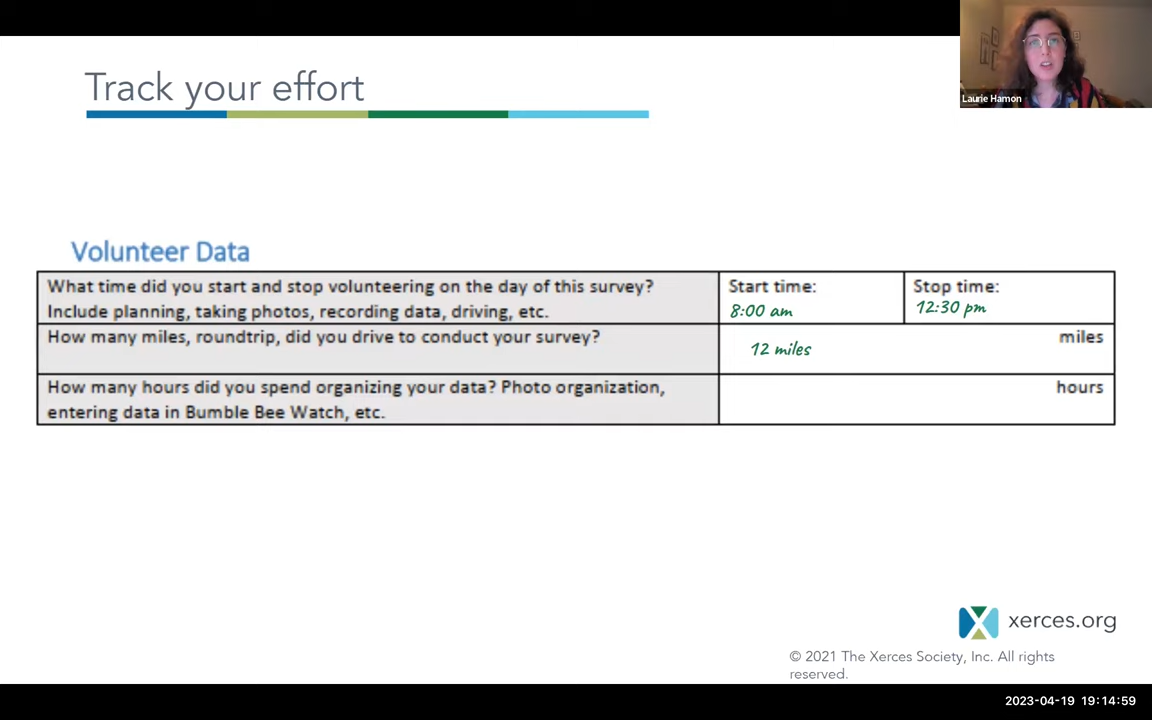 Laurie Hamon
Track your effort
Volunteer Data
What time did you start and stop volunteering on the day of this survey?
Include planning, taking photos, recording data, driving, etc.
Start time:
8:00 am
Stop time:
12:30 pm
How many miles, roundtrip, did you drive to conduct your survey?
12 miles
miles
How many hours did you spend organizing your data? Photo organization,
entering data in Bumble Bee Watch, etc.
hours
xerces.org
© 2021 The Xerces Society, Inc. All rights
reserved.
2023-04-19 19:14:59